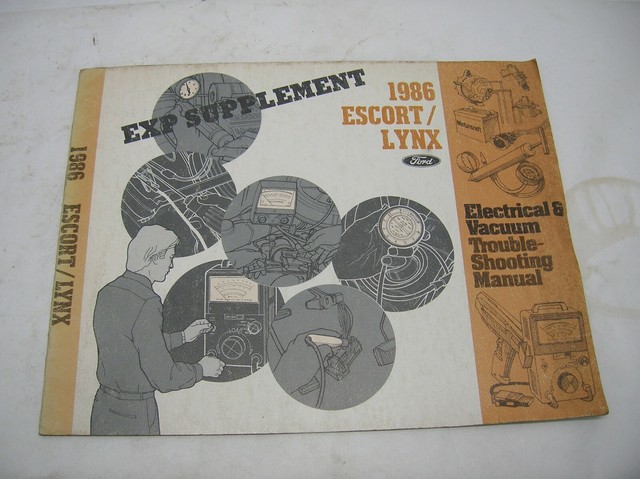 1986 ESCORT/LYNX
EXP SUPPLEMENT
1986
ESCORT/
LYNX
Ford
Electrical &
Vacuum
Trouble-
Shooting
Manual